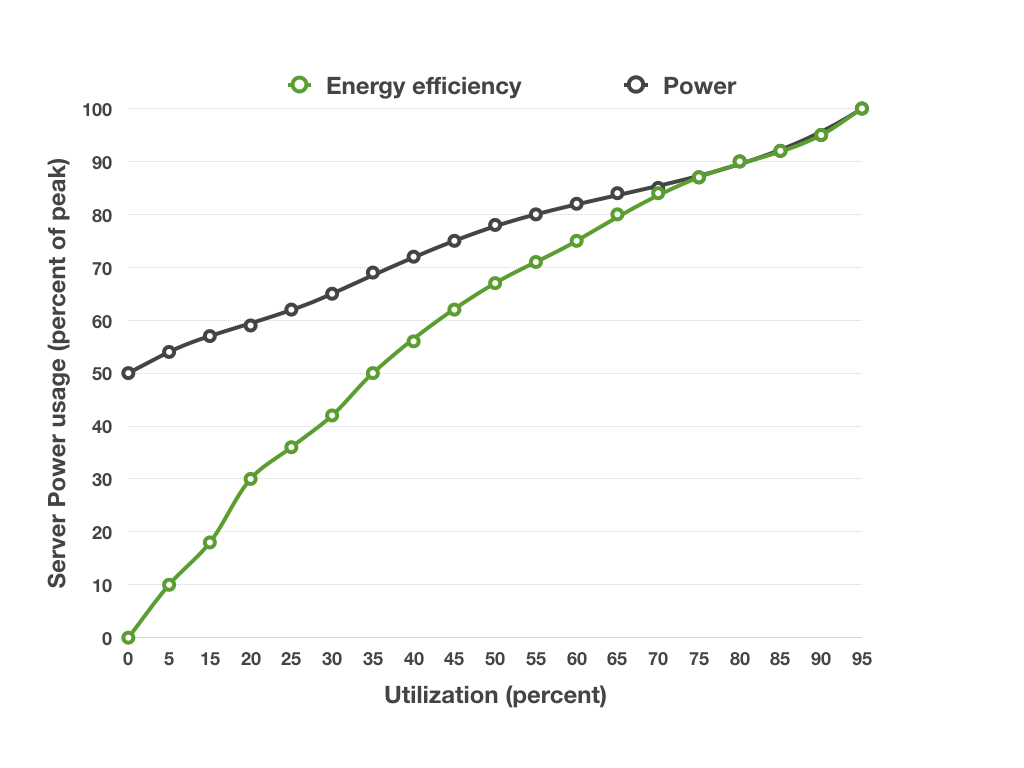 Energy efficiency
Power
Server Power usage (percent of peak)
100
90
80
70
60
50
40
30
20
10
0
0 5 15 20 25 30 35 40 45 50 55 60 65 70 75 80 85 90 95
Utilization (percent)